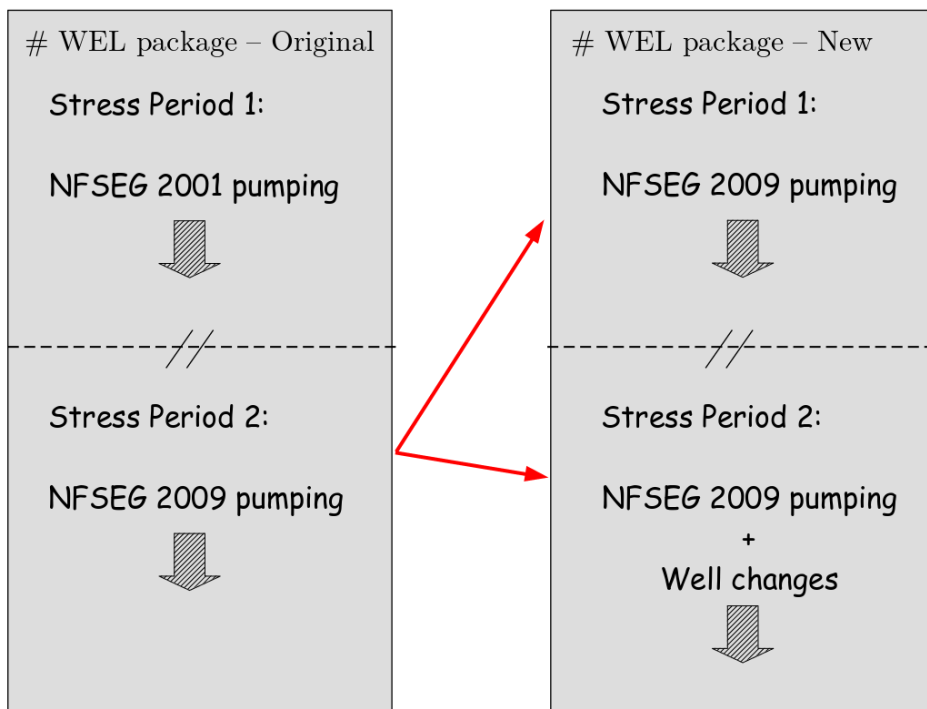 # WEL package – Original
Stress Period 1:
NFSEG 2001 pumping
Stress Period 2:
NFSEG 2009 pumping
# WEL package – New
Stress Period 1:
NFSEG 2009 pumping
Stress Period 2:
NFSEG 2009 pumping
+
Well changes